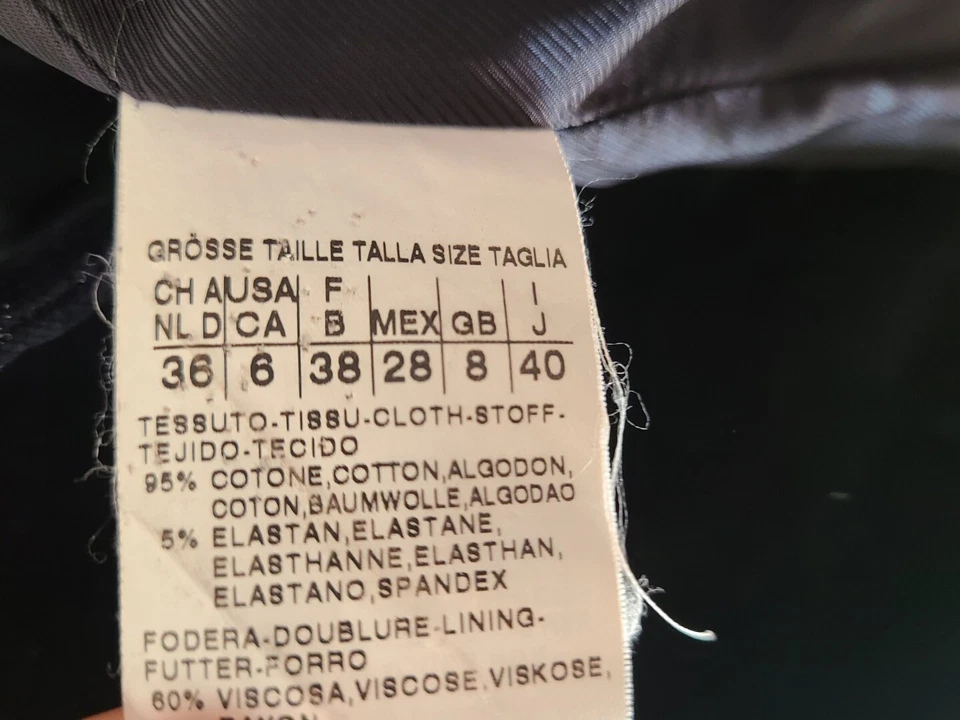 GRÖSSE TAILLE TALLA SIZE TAGLIA
CH A USA F I
NL D CA B MEX GB J
36 6 38 28 8 40
TESSUTO-TISSU-CLOTH-STOFF-
TEJIDO-TECIDO
95% COTONE,COTTON,ALGODON,
COTON,BAUMWOLLE,ALGODAO
5% ELASTAN,ELASTANE,
ELASTHANNE,ELASTHAN,
ELASTANO,SPANDEX
FODERA-DOUBLURE-LINING-
FUTTER-FORRO
60% VISCOSA,VISCOSE,VISKOSE,